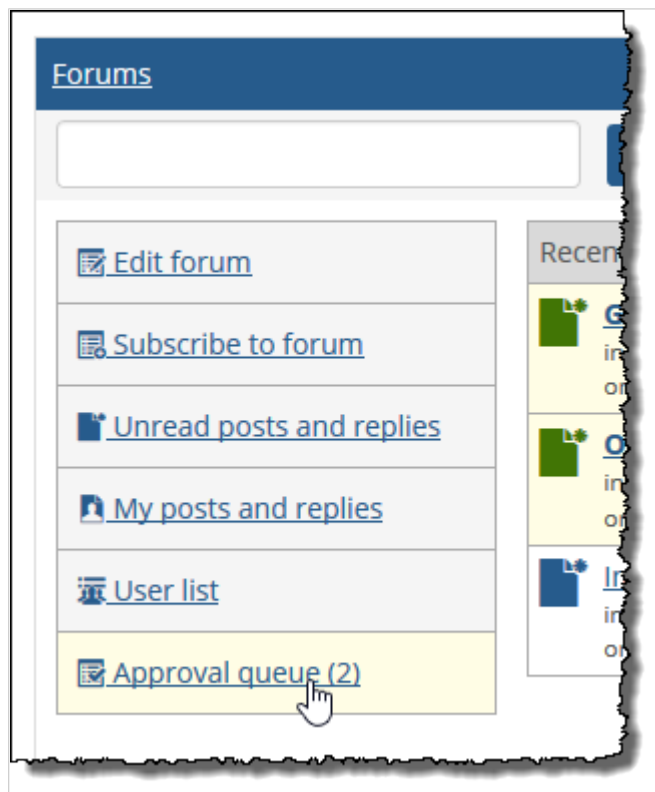 Forums
Edit forum
Subscribe to forum
Unread posts and replies
My posts and replies
User list
Approval queue (2)